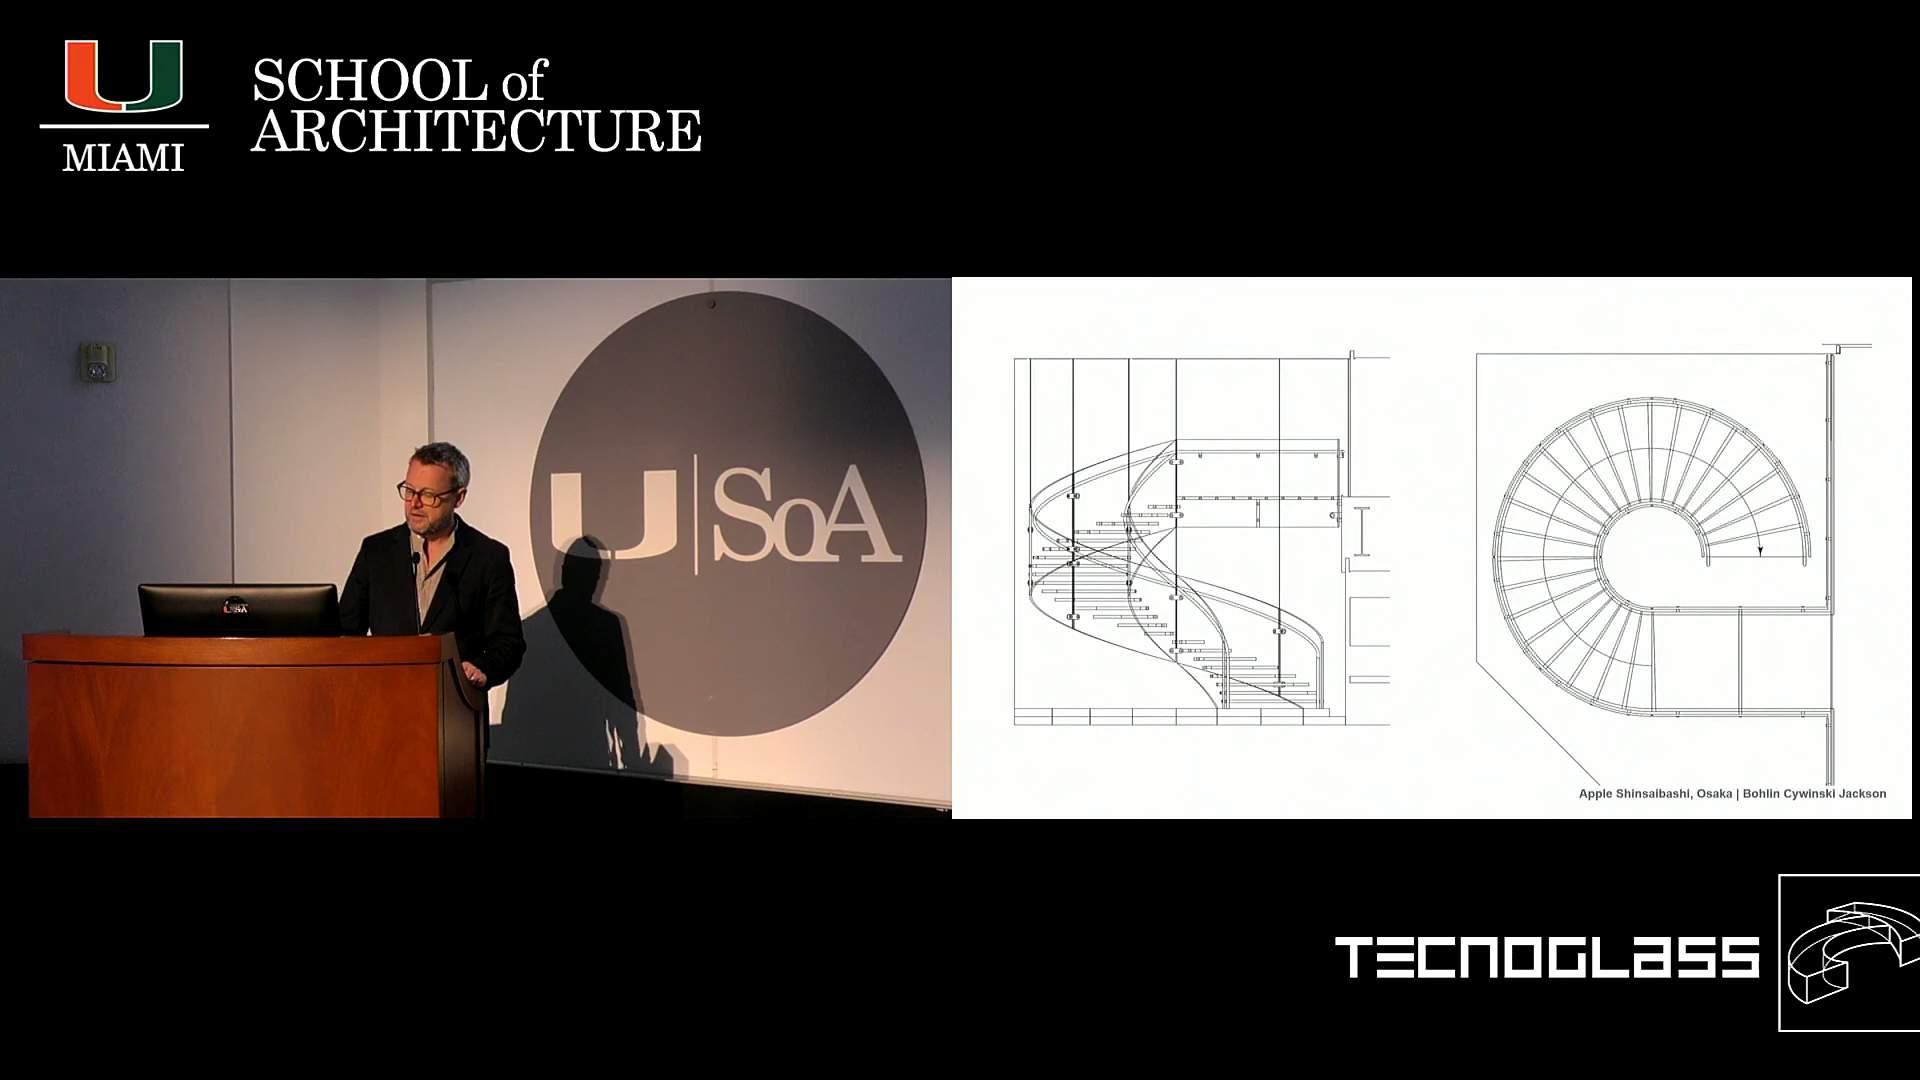 U
MIAMI
SCHOOL of
ARCHITECTURE
U SoA
Apple Shinsaibashi, Osaka | Bohlin Cywinski Jackson
TECNOGLASS